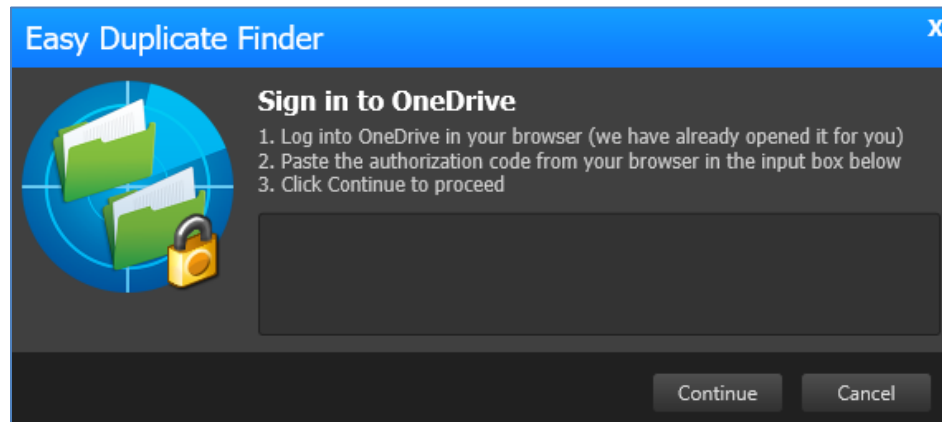 Easy Duplicate Finder
X
Sign in to OneDrive
1. Log into OneDrive in your browser (we have already opened it for you)
2. Paste the authorization code from your browser in the input box below
3. Click Continue to proceed
Continue
Cancel